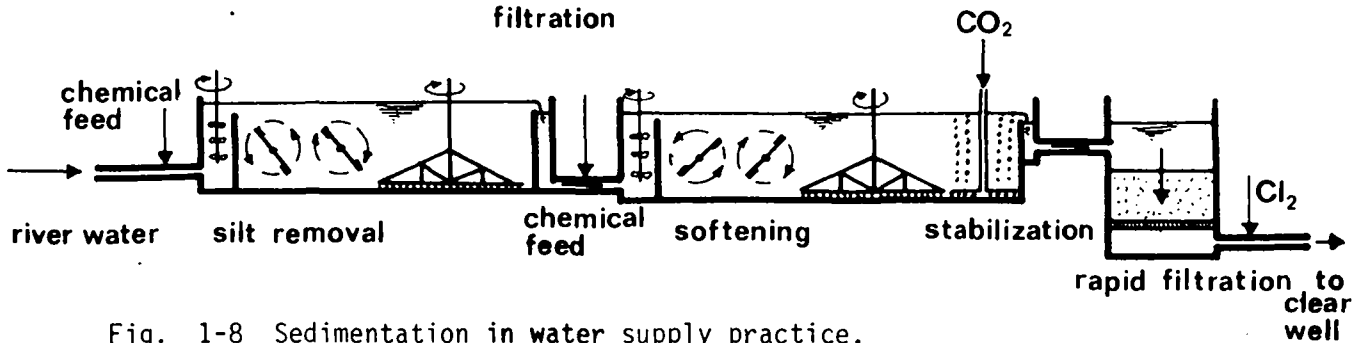 filtration
CO₂
chemical
feed
river water
silt removal
chemical
feed
softening
stabilization
Cl₂
rapid filtration to
clear
well
Fig. 1-8 Sedimentation in water supply practice.